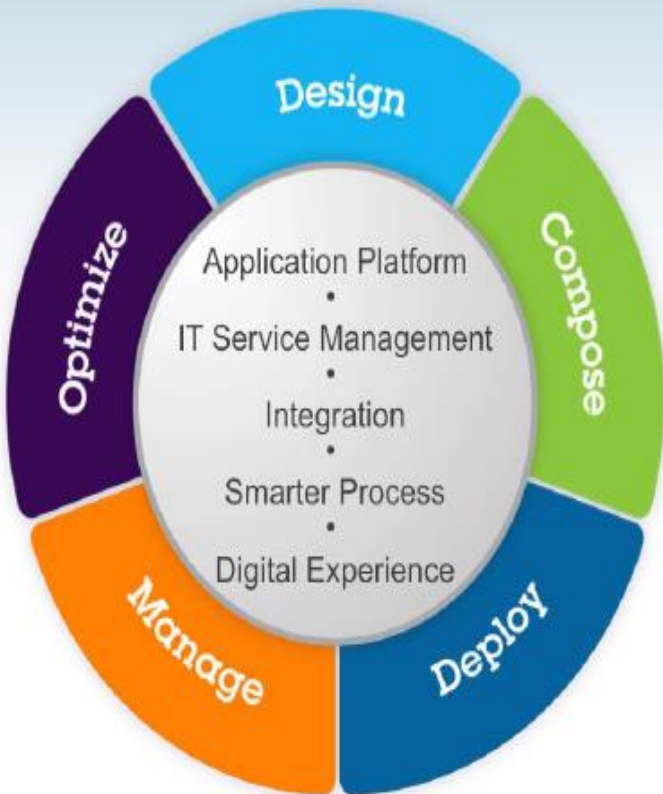 Design
Compose
Deploy
Manage
Optimize
Application Platform
•
IT Service Management
•
Integration
•
Smarter Process
•
Digital Experience